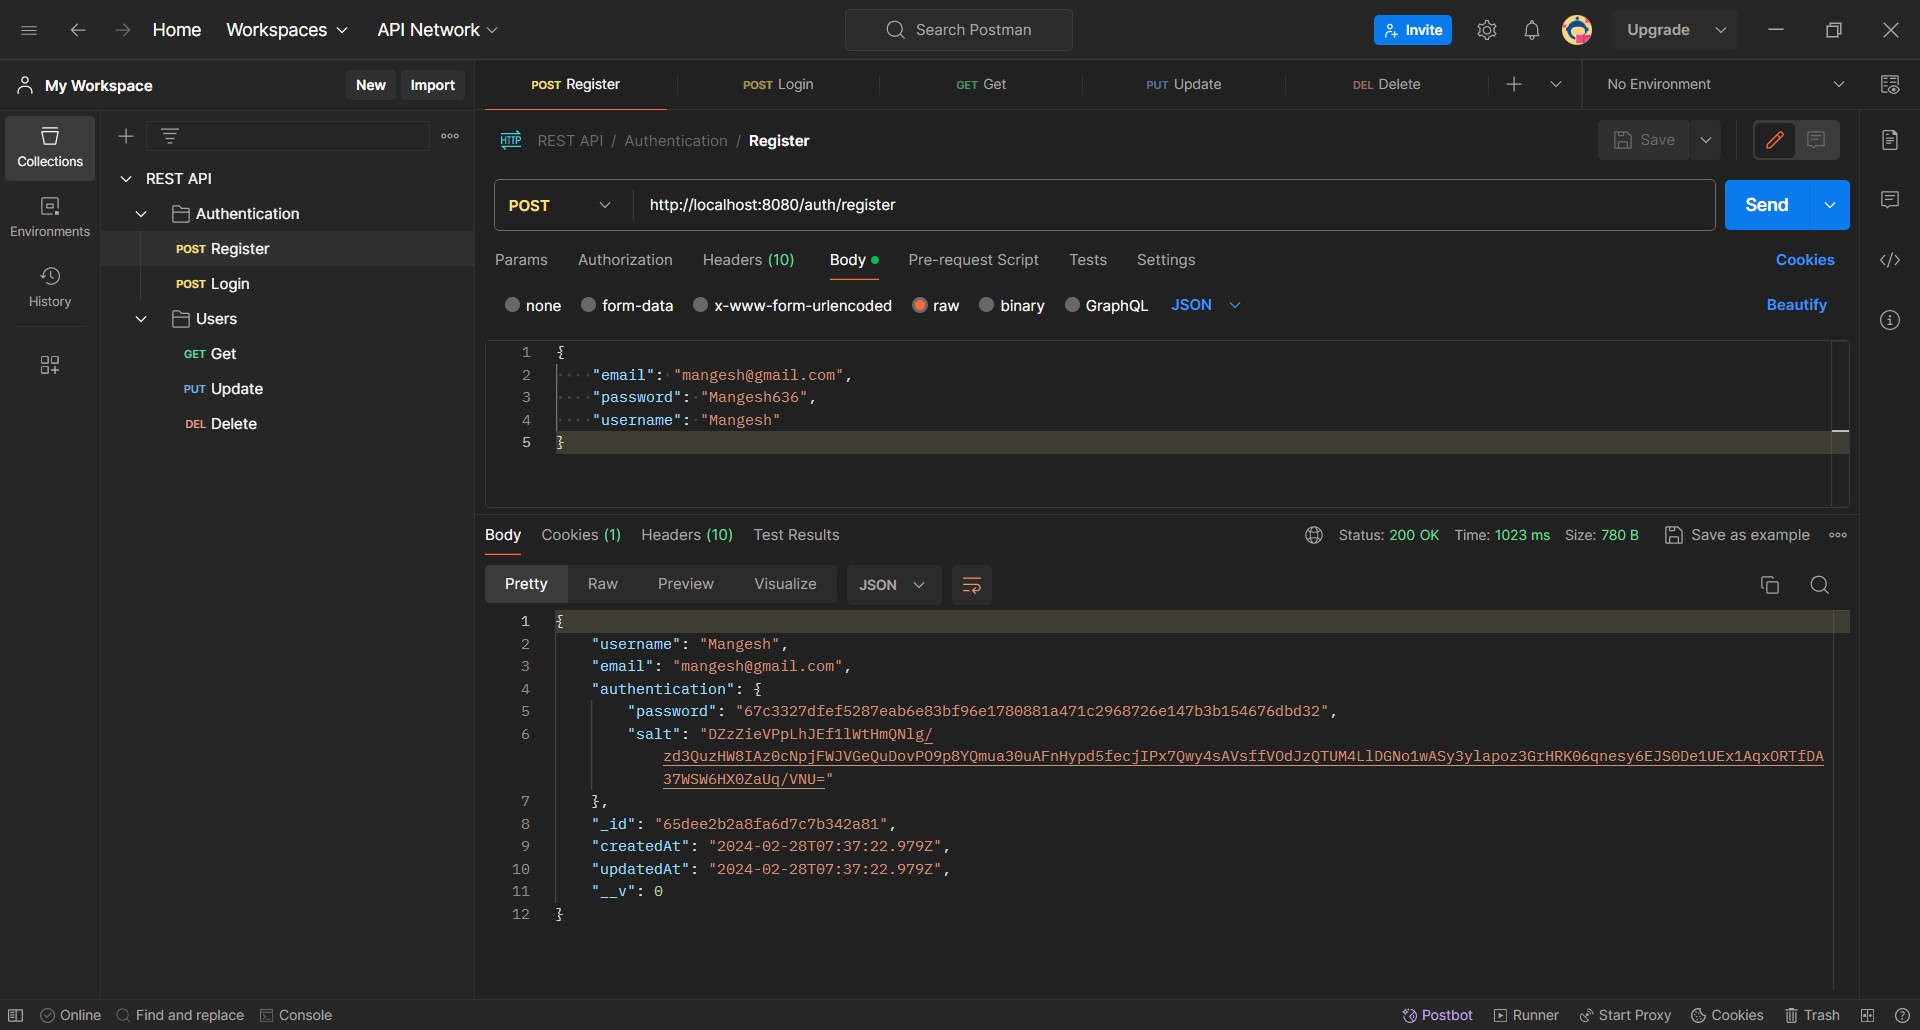 Home Workspaces API Network Search Postman Invite Upgrade
My Workspace New Import
POST Register POST Login GET Get PUT Update DEL Delete No Environment
Collections
Environments
History
REST API
Authentication
POST Register
POST Login
Users
GET Get
PUT Update
DEL Delete
HTTP REST API / Authentication / Register Save
POST http://localhost:8080/auth/register Send
Params Authorization Headers (10) Body Pre-request Script Tests Settings Cookies
none form-data x-www-form-urlencoded raw binary GraphQL JSON Beautify
1 {
2 "email": "mangesh@gmail.com",
3 "password": "Mangesh636",
4 "username": "Mangesh"
5 }
Body Cookies (1) Headers (10) Test Results Status: 200 OK Time: 1023 ms Size: 780 B Save as example
Pretty Raw Preview Visualize JSON
1 {
2 "username": "Mangesh",
3 "email": "mangesh@gmail.com",
4 "authentication": {
5 "password": "67c3327dfef5287eab6e83bf96e1780881a471c2968726e147b3b154676dbd32",
6 "salt": "DZzZieVPpLhJEf1lWtHmQNlg/
zd3QuzHW8IAz0cNpjFWJVGeQuDovPO9p8YQmua30uAFnHypd5fecjIPx7Qwy4sAVsffVOdJzQTUM4LlDGNo1wASy3ylapoz3GrHRK06qnesy6EJS0De1UEx1AqxORTfDA
37WSW6HX0ZaUq/VNU="
7 },
8 "_id": "65dee2b2a8fa6d7c7b342a81",
9 "createdAt": "2024-02-28T07:37:22.979Z",
10 "updatedAt": "2024-02-28T07:37:22.979Z",
11 "__v": 0
12 }
Online Find and replace Console Postbot Runner Start Proxy Cookies Trash